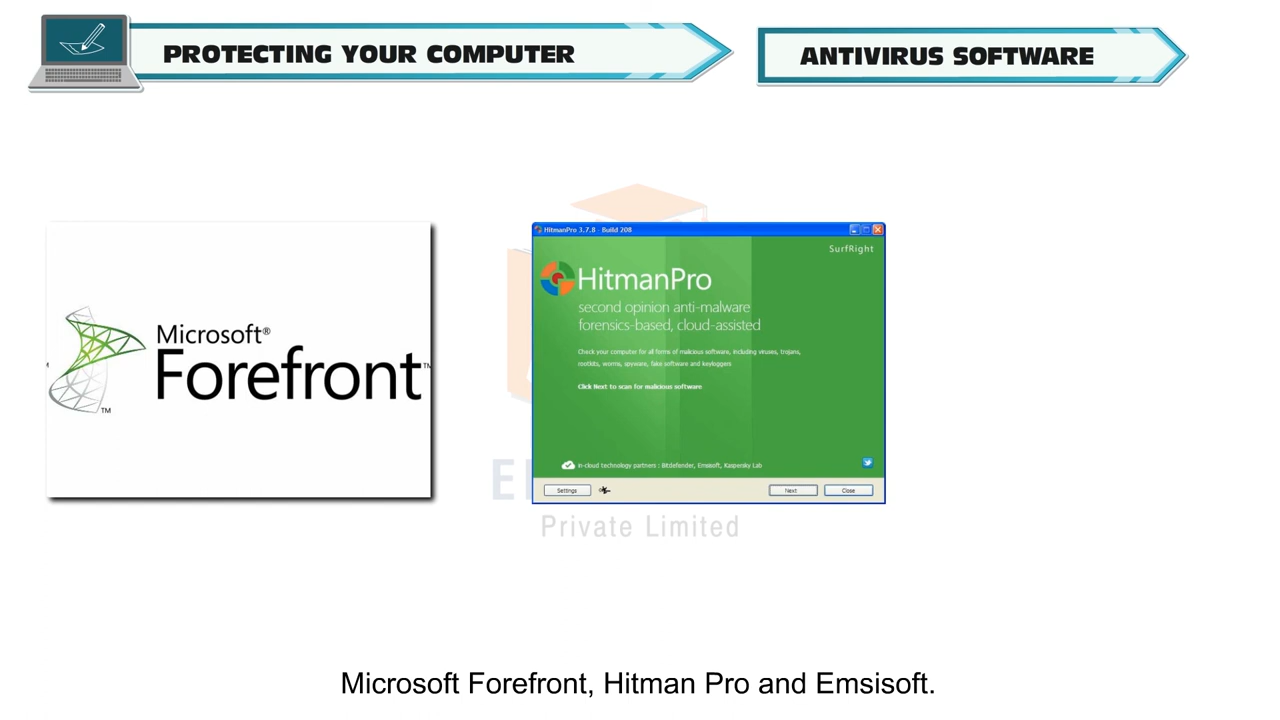 PROTECTING YOUR COMPUTER
ANTIVIRUS SOFTWARE
Microsoft®
Forefront™
™
HitmanPro 3.7.8 - Build 208
SurfRight
HitmanPro
second opinion anti-malware
forensics-based, cloud-assisted
Check your computer for all forms of malicious software, including viruses, trojans,
rootkits, worms, spyware, fake software and keyloggers
Click Next to scan for malicious software
in-cloud technology partners : Bitdefender, Emsisoft, Kaspersky Lab
Settings
Next
Close
Private Limited
Microsoft Forefront, Hitman Pro and Emsisoft.